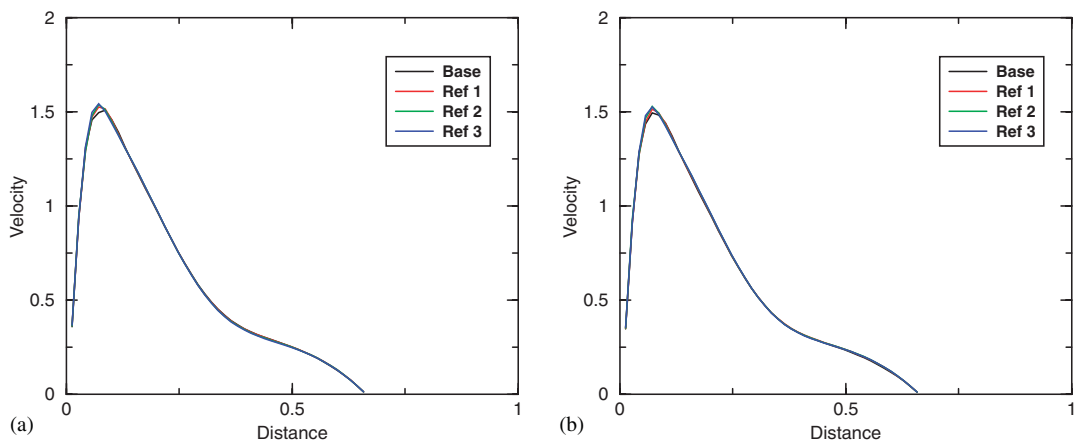 2
1.5
1
0.5
0
Velocity
Base
Ref 1
Ref 2
Ref 3
0
0.5
1
Distance
(a)
2
1.5
1
0.5
0
Velocity
Base
Ref 1
Ref 2
Ref 3
0
0.5
1
Distance
(b)